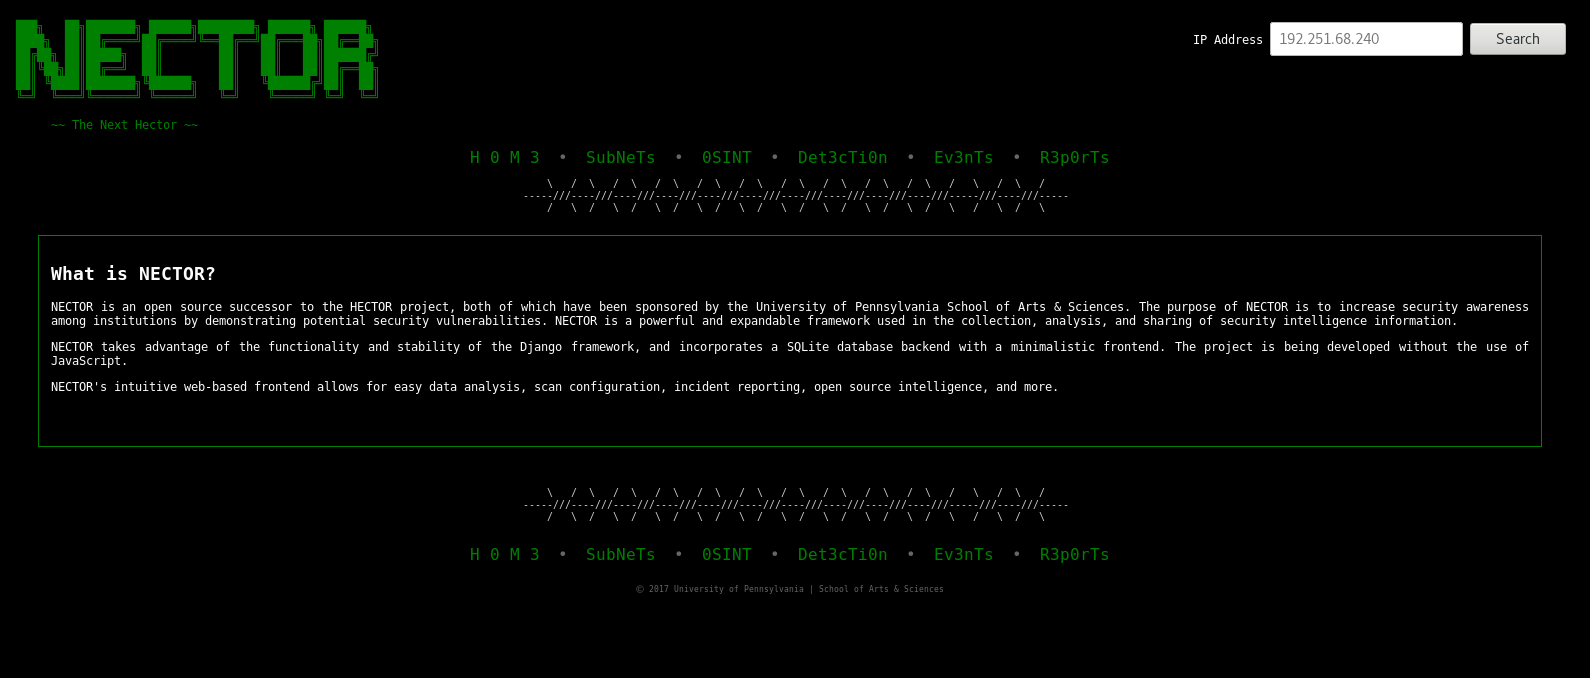 NECTOR
IP Address 192.251.68.240 Search
~~ The Next Hector ~~
H 0 M 3 • SubNeTs • 0SINT • Det3cTi0n • Ev3nTs • R3p0rTs
What is NECTOR?
NECTOR is an open source successor to the HECTOR project, both of which have been sponsored by the University of Pennsylvania School of Arts & Sciences. The purpose of NECTOR is to increase security awareness
among institutions by demonstrating potential security vulnerabilities. NECTOR is a powerful and expandable framework used in the collection, analysis, and sharing of security intelligence information.
NECTOR takes advantage of the functionality and stability of the Django framework, and incorporates a SQLite database backend with a minimalistic frontend. The project is being developed without the use of
JavaScript.
NECTOR's intuitive web-based frontend allows for easy data analysis, scan configuration, incident reporting, open source intelligence, and more.
H 0 M 3 • SubNeTs • 0SINT • Det3cTi0n • Ev3nTs • R3p0rTs
© 2017 University of Pennsylvania | School of Arts & Sciences